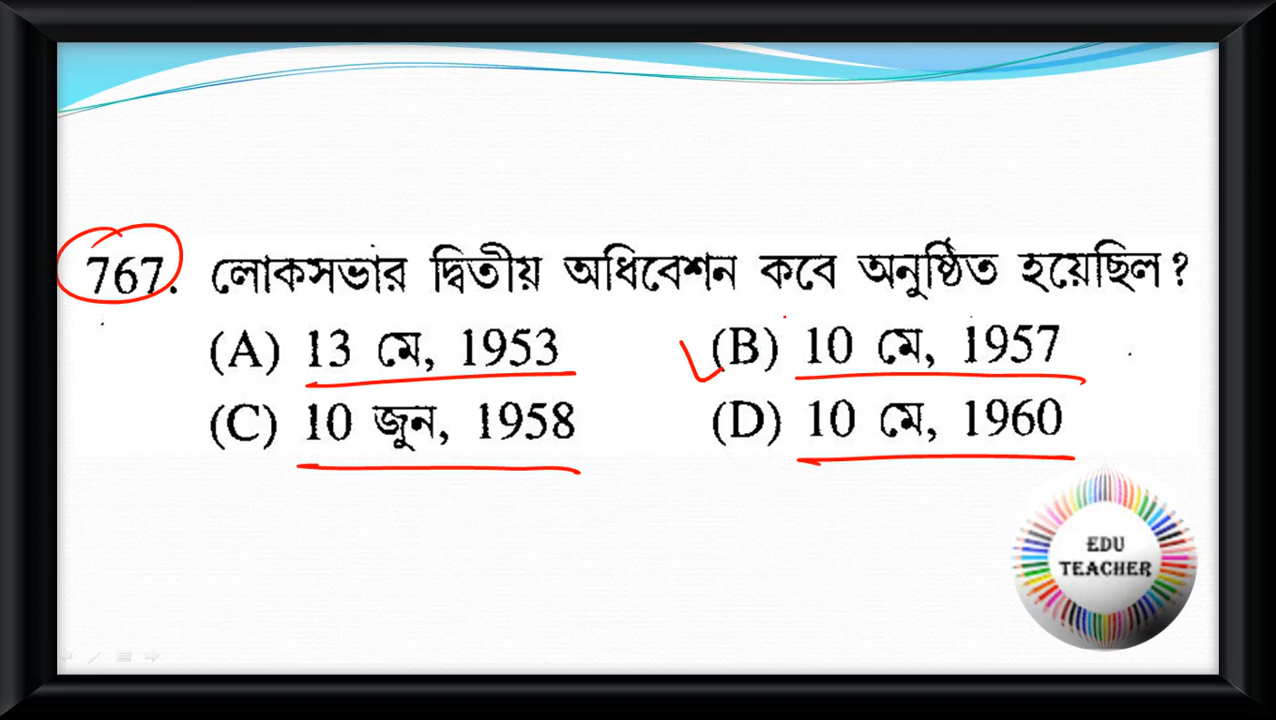 767. লোকসভার দ্বিতীয় অধিবেশন কবে অনুষ্ঠিত হয়েছিল?
(A) 13 মে, 1953 (B) 10 মে, 1957
(C) 10 জুন, 1958 (D) 10 মে, 1960
EDU
TEACHER